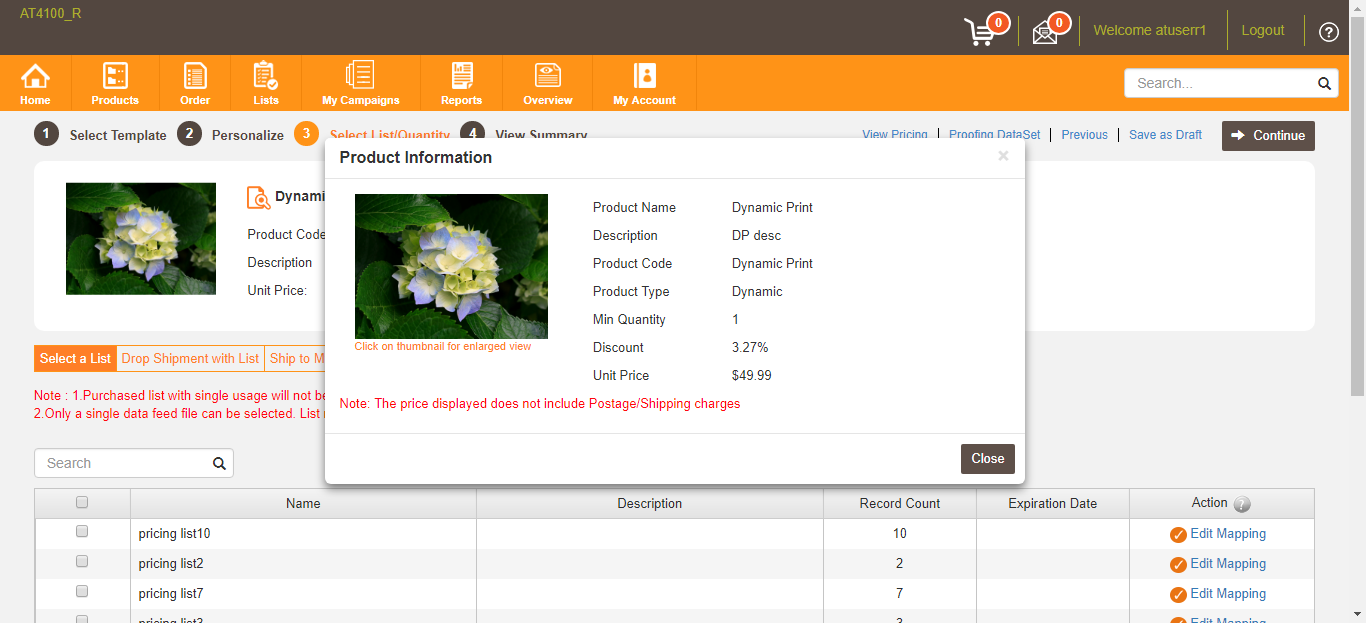 AT4100_R
0
0
Welcome atuserr1
Logout
?
Home
Products
Order
Lists
My Campaigns
Reports
Overview
My Account
Search...
1 Select Template 2 Personalize 3 Select List/Quantity 4 View Summary
View Pricing | Proofing DataSet | Previous | Save as Draft
Continue
Product Information
×
Product Code
Description
Unit Price:
Click on thumbnail for enlarged view
Product Name Dynamic Print
Description DP desc
Product Code Dynamic Print
Product Type Dynamic
Min Quantity 1
Discount 3.27%
Unit Price $49.99
Note: The price displayed does not include Postage/Shipping charges
Close
Select a List Drop Shipment with List Ship to M
Note : 1.Purchased list with single usage will not be
2.Only a single data feed file can be selected. List
Search
Name Description Record Count Expiration Date Action ?
pricing list10 10 Edit Mapping
pricing list2 2 Edit Mapping
pricing list7 7 Edit Mapping
pricing list3 3 Edit Mapping